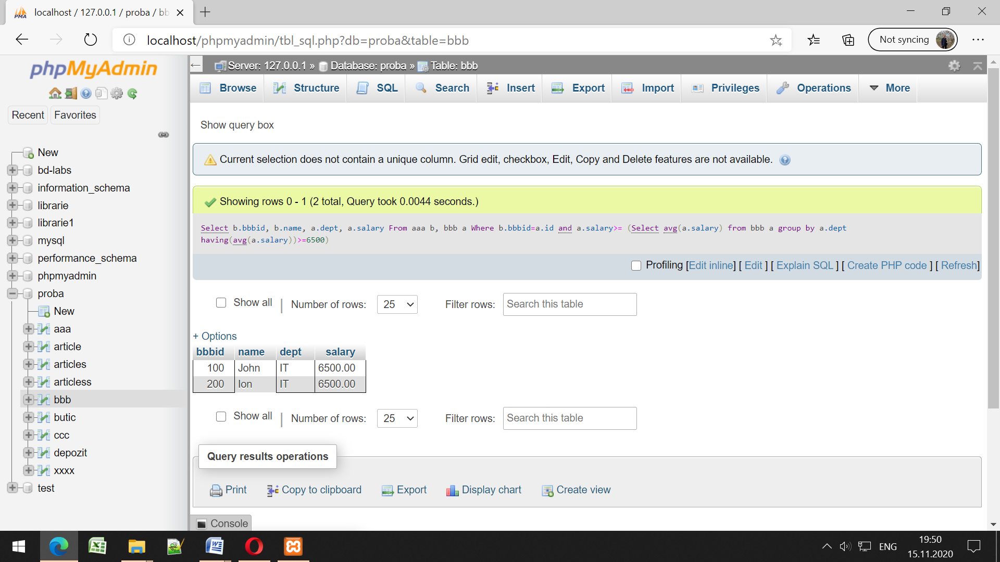 localhost / 127.0.0.1 / proba / bb
localhost/phpmyadmin/tbl_sql.php?db=proba&table=bbb
Not syncing
phpMyAdmin
Recent
Favorites
New
bd-labs
information_schema
librarie
librarie1
mysql
performance_schema
phpmyadmin
proba
New
aaa
article
articles
articless
bbb
butic
ccc
depozit
xxxx
test
Server: 127.0.0.1 » Database: proba » Table: bbb
Browse Structure SQL Search Insert Export Import Privileges Operations More
Show query box
Current selection does not contain a unique column. Grid edit, checkbox, Edit, Copy and Delete features are not available.
Showing rows 0 - 1 (2 total, Query took 0.0044 seconds.)
Select b.bbbid, b.name, a.dept, a.salary From aaa b, bbb a Where b.bbbid=a.id and a.salary>= (Select avg(a.salary) from bbb a group by a.dept
having(avg(a.salary))>=6500)
Profiling [Edit inline] [ Edit ] [ Explain SQL ] [ Create PHP code ] [ Refresh]
Show all | Number of rows: 25 Filter rows: Search this table
+ Options
bbbid name dept salary
100 John IT 6500.00
200 Ion IT 6500.00
Show all | Number of rows: 25 Filter rows: Search this table
Query results operations
Print Copy to clipboard Export Display chart Create view
Console
ENG
19:50
15.11.2020